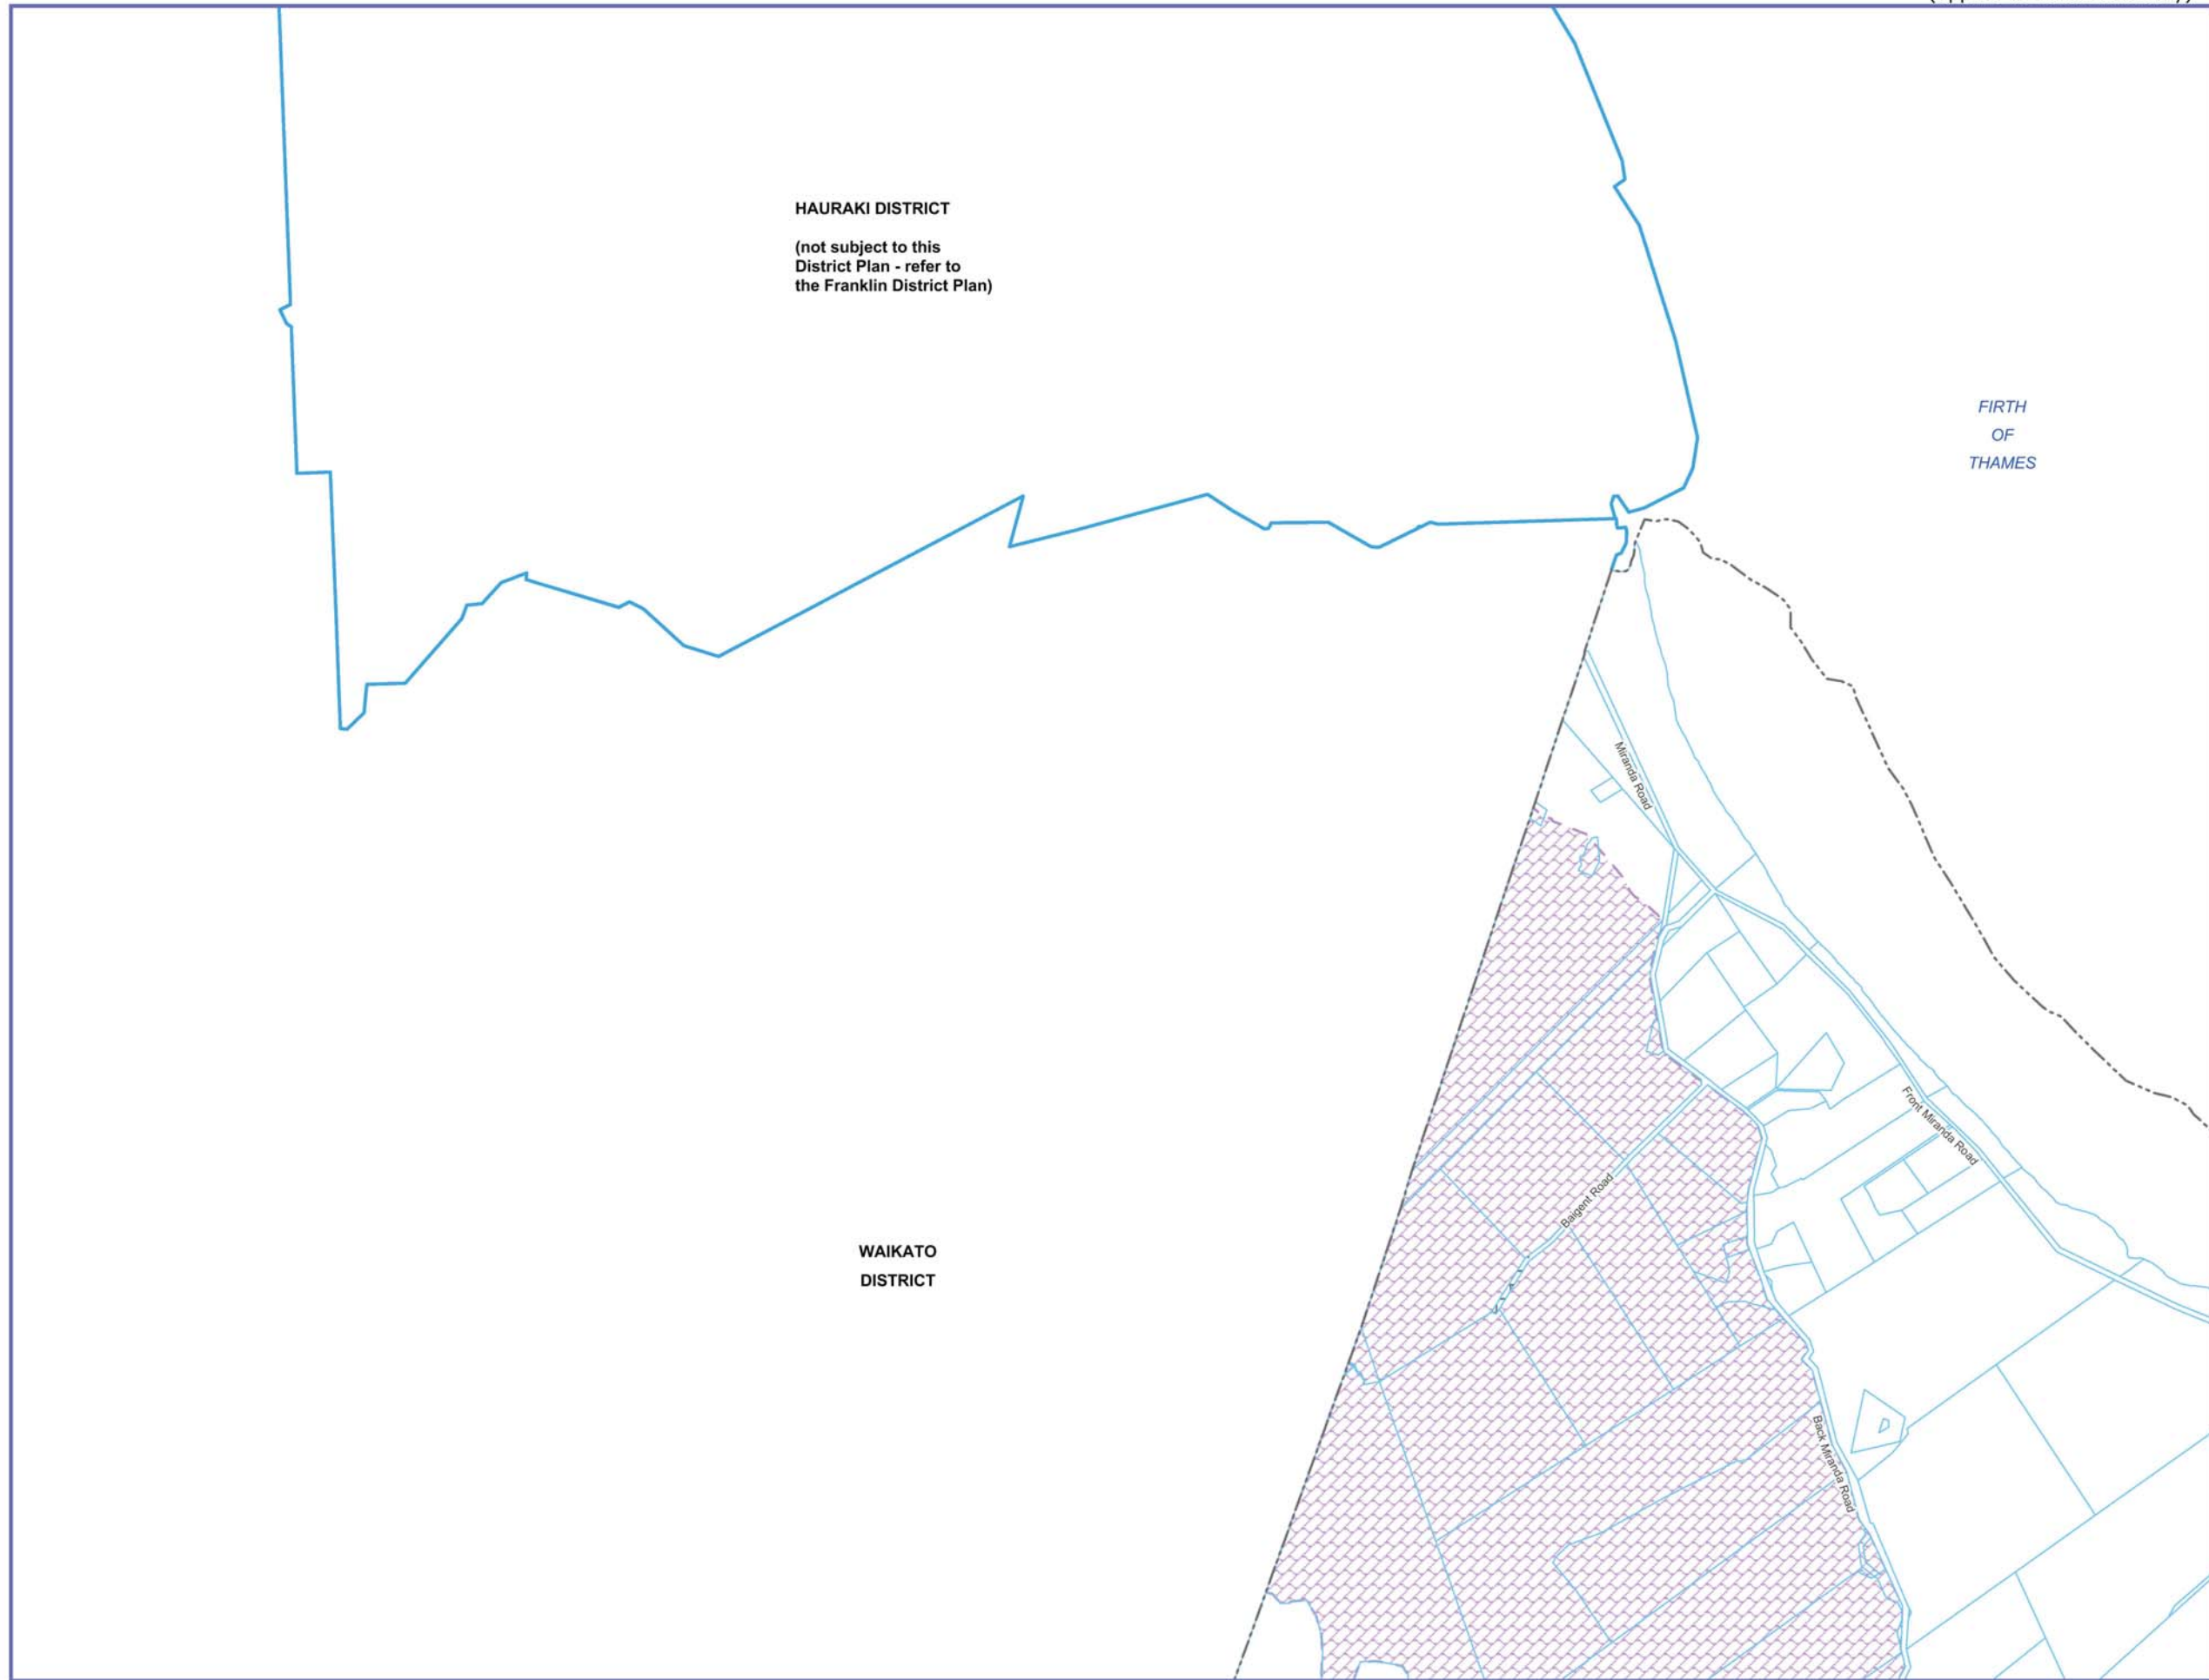 HAURAKI DISTRICT
(not subject to this
District Plan - refer to
the Franklin District Plan)
FIRTH
OF
THAMES
Miranda Road
Front Miranda Road
Baigent Road
WAIKATO
DISTRICT
Back Miranda Road